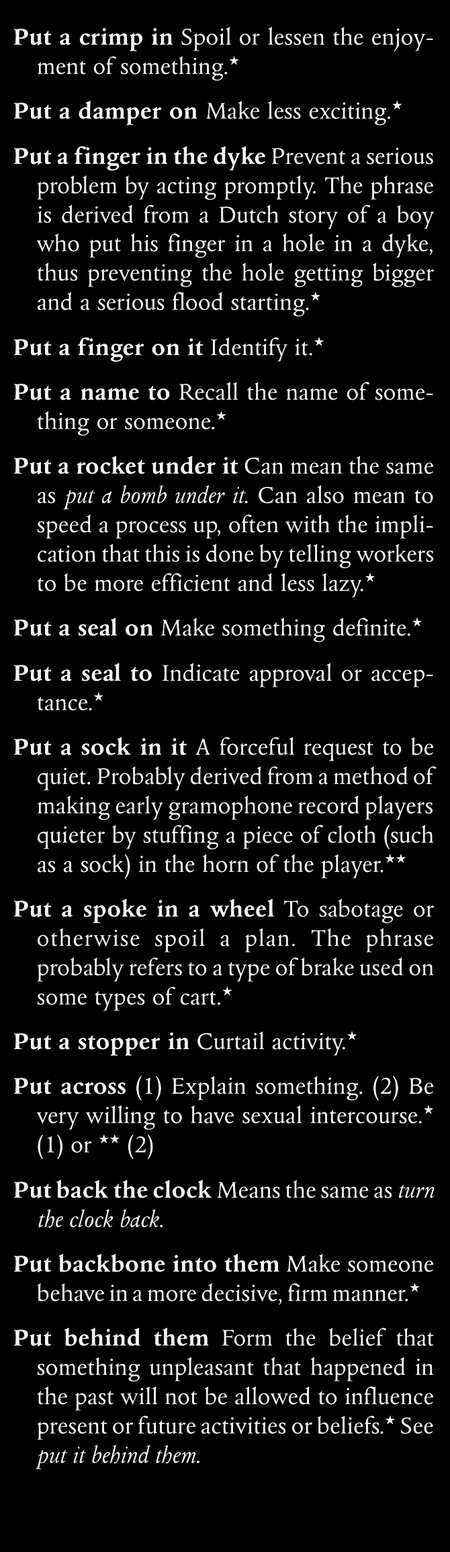 Put a crimp in Spoil or lessen the enjoy-
ment of something.★
Put a damper on Make less exciting.★
Put a finger in the dyke Prevent a serious
problem by acting promptly. The phrase
is derived from a Dutch story of a boy
who put his finger in a hole in a dyke,
thus preventing the hole getting bigger
and a serious flood starting.★
Put a finger on it Identify it.★
Put a name to Recall the name of some-
thing or someone.★
Put a rocket under it Can mean the same
as put a bomb under it. Can also mean to
speed a process up, often with the impli-
cation that this is done by telling workers
to be more efficient and less lazy.★
Put a seal on Make something definite.★
Put a seal to Indicate approval or accep-
tance.★
Put a sock in it A forceful request to be
quiet. Probably derived from a method of
making early gramophone record players
quieter by stuffing a piece of cloth (such
as a sock) in the horn of the player.★★
Put a spoke in a wheel To sabotage or
otherwise spoil a plan. The phrase
probably refers to a type of brake used on
some types of cart.★
Put a stopper in Curtail activity.★
Put across (1) Explain something. (2) Be
very willing to have sexual intercourse.★
(1) or ★★ (2)
Put back the clock Means the same as turn
the clock back.
Put backbone into them Make someone
behave in a more decisive, firm manner.★
Put behind them Form the belief that
something unpleasant that happened in
the past will not be allowed to influence
present or future activities or beliefs.★ See
put it behind them.